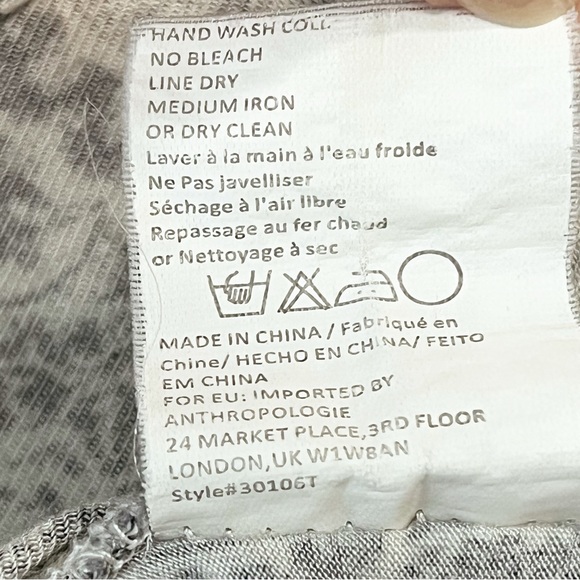 HAND WASH COLD
NO BLEACH
LINE DRY
MEDIUM IRON
OR DRY CLEAN
Laver à la main à l'eau froide
Ne Pas javelliser
Séchage à l'air libre
Repassage au fer chaud
or Nettoyage à sec
MADE IN CHINA / Fabriqué en
Chine/ HECHO EN CHINA/ FEITO
EM CHINA
FOR EU: IMPORTED BY
ANTHROPOLOGIE
24 MARKET PLACE,3RD FLOOR
LONDON,UK W1W8AN
Style#30106T